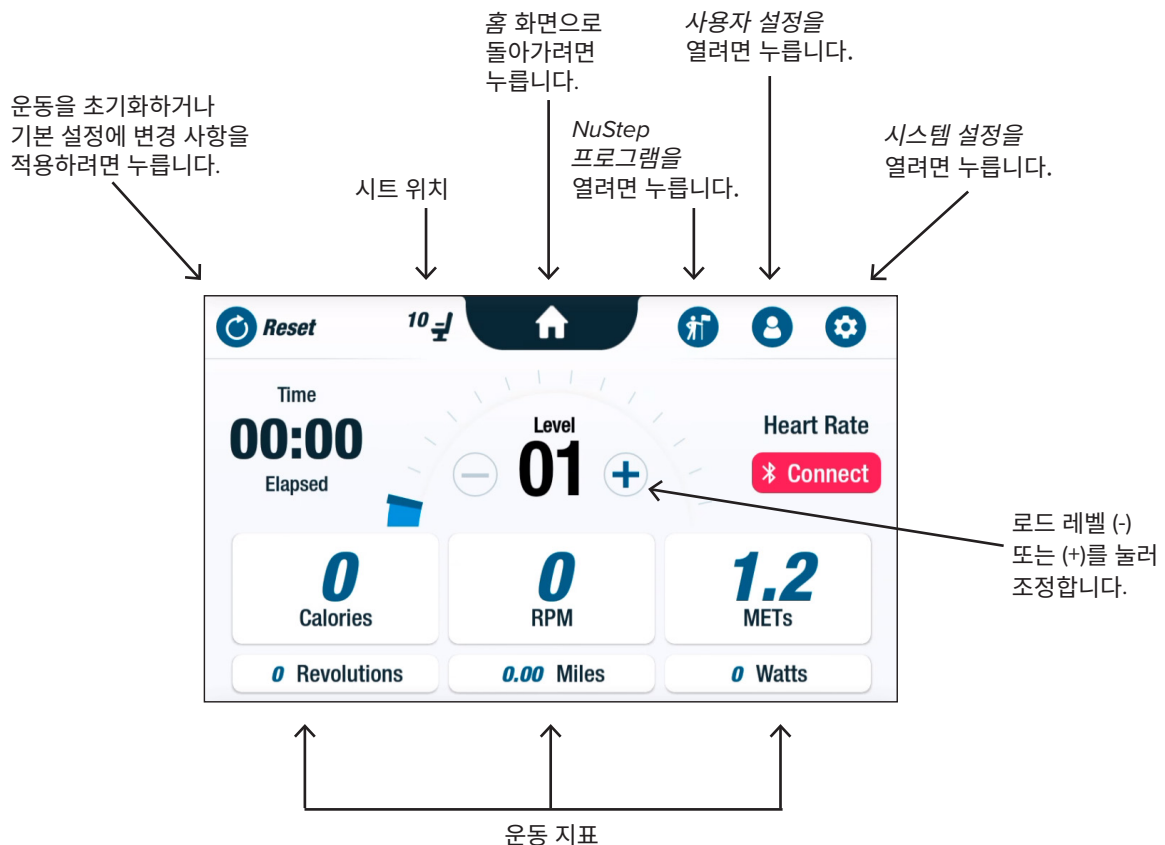 홈 화면으로
돌아가려면
누릅니다.
사용자 설정을
열려면 누릅니다.
운동을 초기화하거나
기본 설정에 변경 사항을
적용하려면 누릅니다.
시트 위치
NuStep
프로그램을
열려면 누릅니다.
시스템 설정을
열려면 누릅니다.
Reset
10
Time
00:00
Elapsed
Level
01
Heart Rate
Connect
로드 레벨 (-)
또는 (+)를 눌러
조정합니다.
0
Calories
0
RPM
1.2
METs
0 Revolutions
0.00 Miles
0 Watts
운동 지표